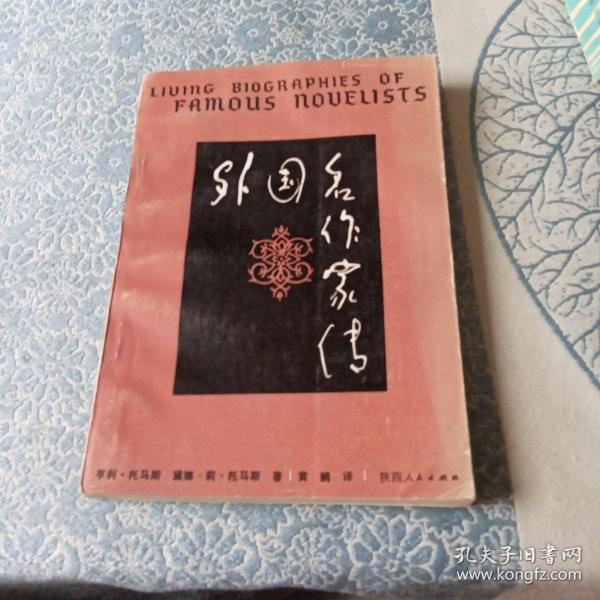 LIVING BIOGRAPHIES OF
FAMOUS NOVELISTS
外国名作家传
亨利·托马斯 黛娜·莉·托马斯 著 | 黄鹂 译 | 陕西人民出版社
孔夫子旧书网
www.kongfz.com